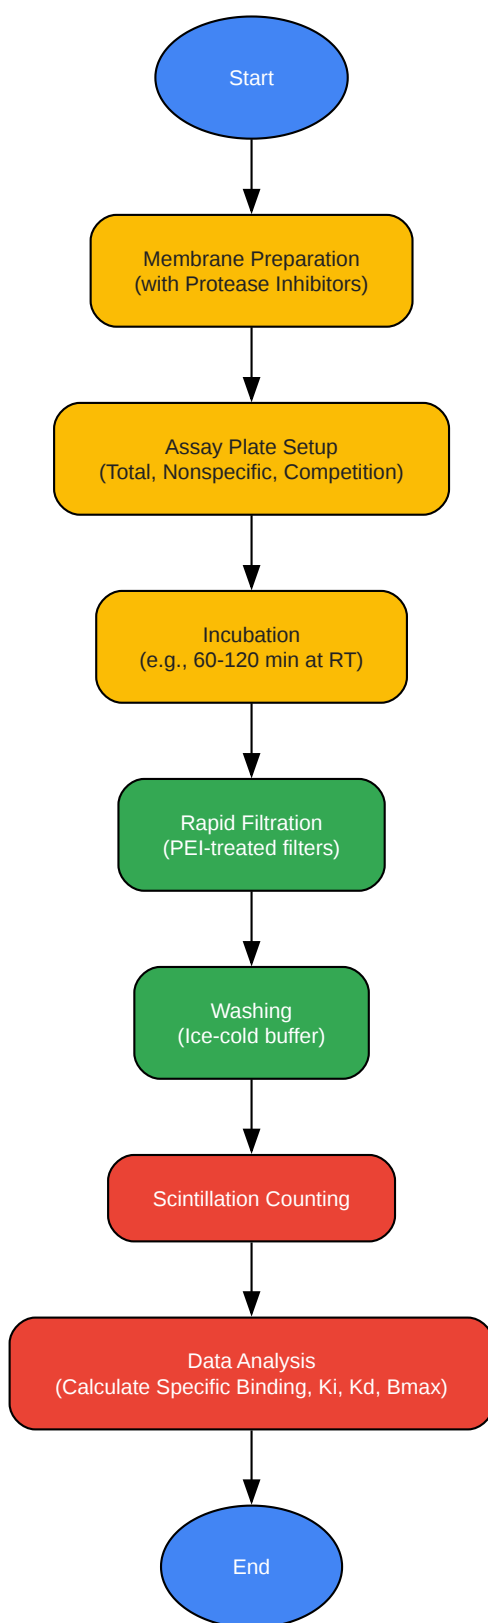 Start
Membrane Preparation
(with Protease Inhibitors)
Assay Plate Setup
(Total, Nonspecific, Competition)
Incubation
(e.g., 60-120 min at RT)
Rapid Filtration
(PEI-treated filters)
Washing
(Ice-cold buffer)
Scintillation Counting
Data Analysis
(Calculate Specific Binding, Ki, Kd, Bmax)
End